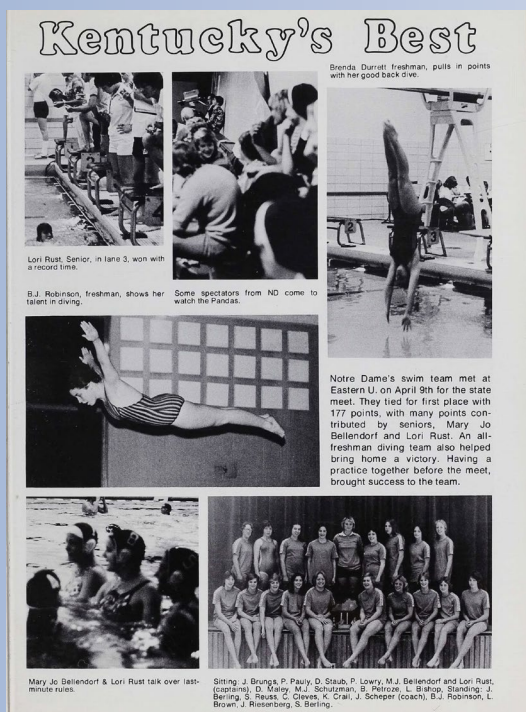 Kentucky's Best
Brenda Durrett freshman, pulls in points
with her good back dive.
Lori Rust, Senior, in lane 3, won with
a record time.
B.J. Robinson, freshman, shows her
talent in diving.
Some spectators from ND come to
watch the Pandas.
Notre Dame's swim team met at
Eastern U. on April 9th for the state
meet. They tied for first place with
177 points, with many points con-
tributed by seniors, Mary Jo
Bellendorf and Lori Rust. An all-
freshman diving team also helped
bring home a victory. Having a
practice together before the meet,
brought success to the team.
Mary Jo Bellendorf & Lori Rust talk over last-
minute rules.
Sitting: J. Brungs, P. Pauly, D. Staub, P. Lowry, M.J. Bellendorf and Lori Rust,
(captains), D. Maley, M.J. Schutzman, B. Petroze, L. Bishop, Standing: J.
Berling, S. Reuss, C. Cleves, K. Crail, J. Scheper (coach), B.J. Robinson, L.
Brown, J. Riesenberg, S. Berling.